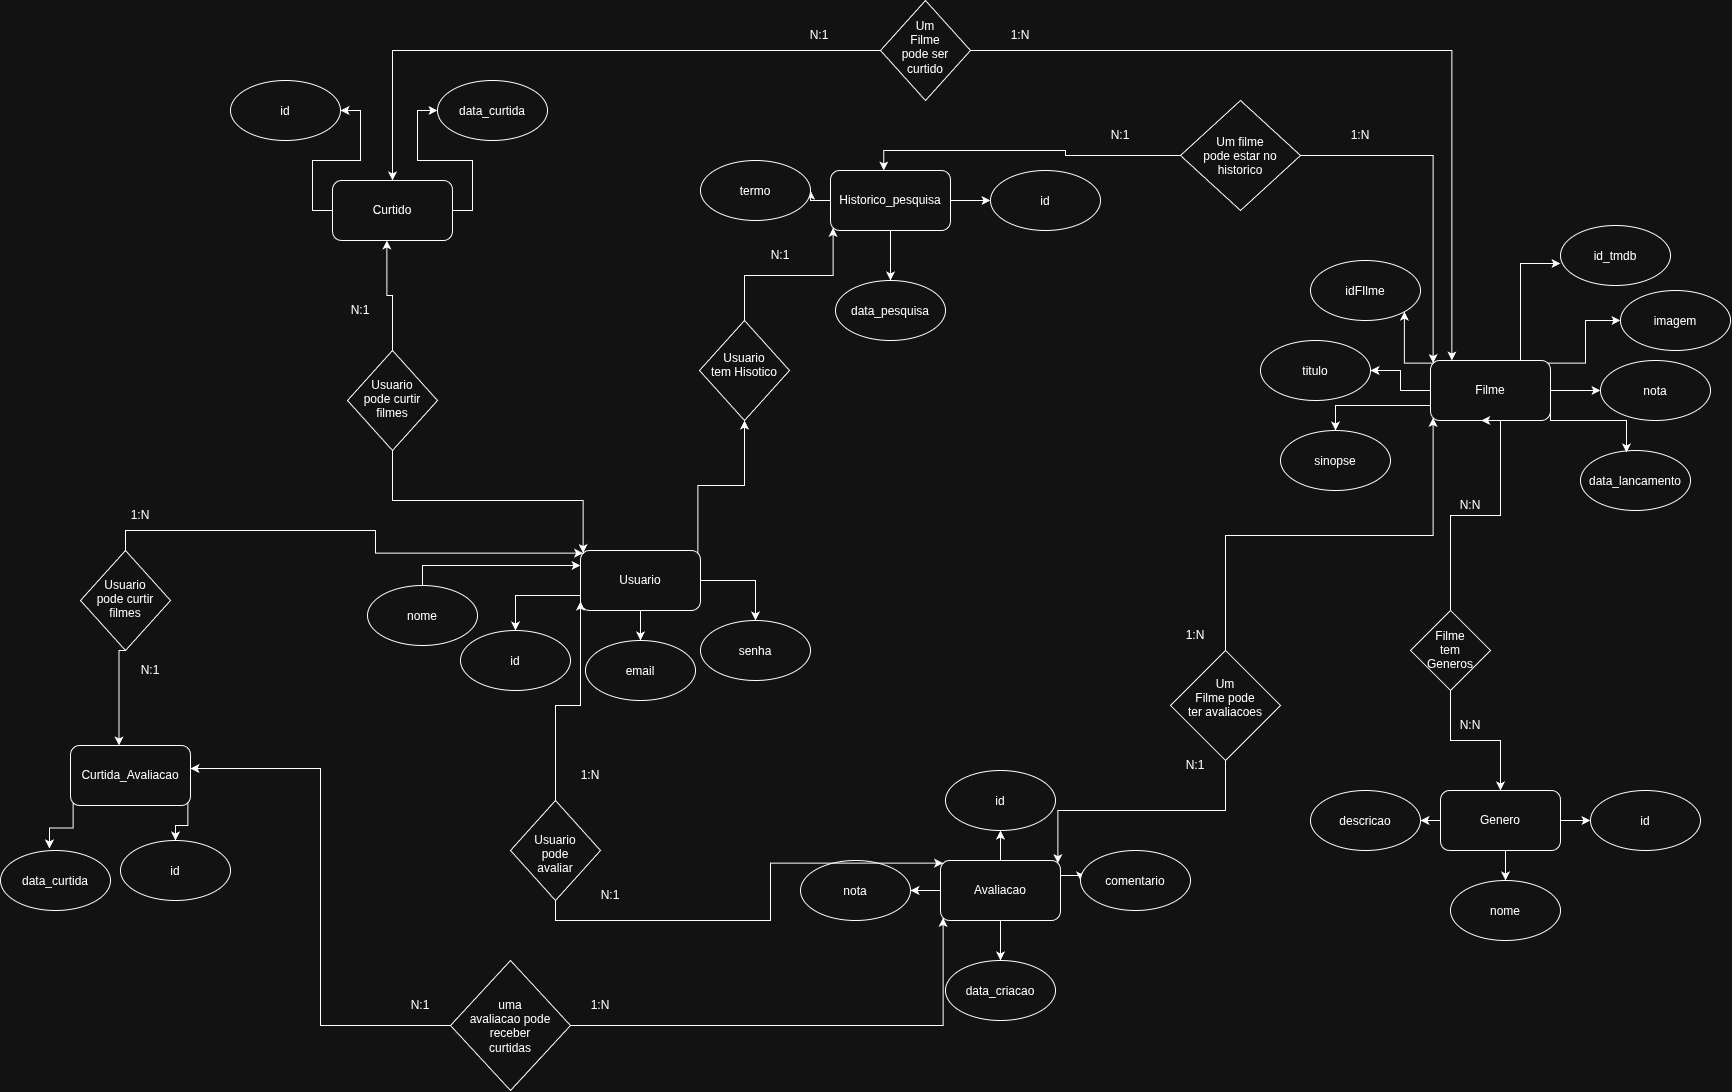 Um
Filme
pode ser
curtido
N:1
1:N
id
data_curtida
Um filme
pode estar no
historico
N:1
1:N
termo
Historico_pesquisa
id
Curtido
N:1
id_tmdb
idFIlme
imagem
data_pesquisa
N:1
Usuario
tem Hisotico
titulo
Filme
nota
Usuario
pode curtir
filmes
sinopse
data_lancamento
N:N
1:N
Usuario
pode curtir
filmes
Usuario
nome
id
email
senha
1:N
Filme
tem
Generos
N:1
Um
Filme pode
ter avaliacoes
N:N
Curtida_Avaliacao
1:N
N:1
id
descricao
Genero
id
Usuario
pode
avaliar
data_curtida
id
N:1
nota
Avaliacao
comentario
nome
data_criacao
N:1
1:N
uma
avaliacao pode
receber
curtidas